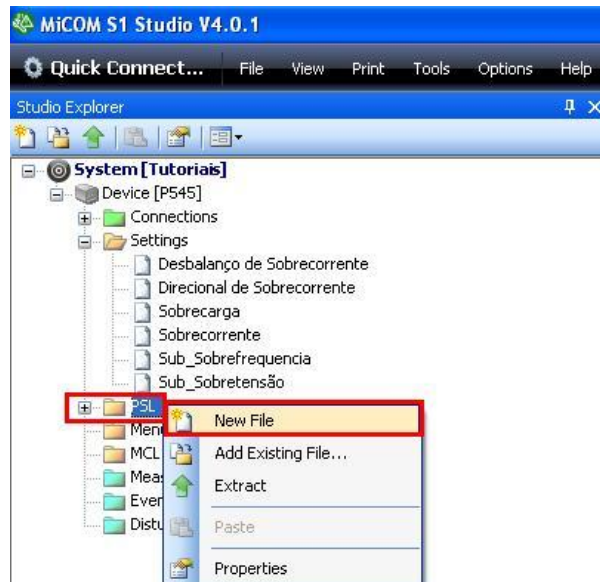 MiCOM S1 Studio V4.0.1
Quick Connect... File View Print Tools Options Help
Studio Explorer
System [Tutoriais]
Device [P545]
Connections
Settings
Desbalanço de Sobrecorrente
Direcional de Sobrecorrente
Sobrecarga
Sobrecorrente
Sub_Sobrefrequencia
Sub_Sobretensão
PSL
New File
Menu
MCL
Add Existing File...
Extract
Paste
Properties